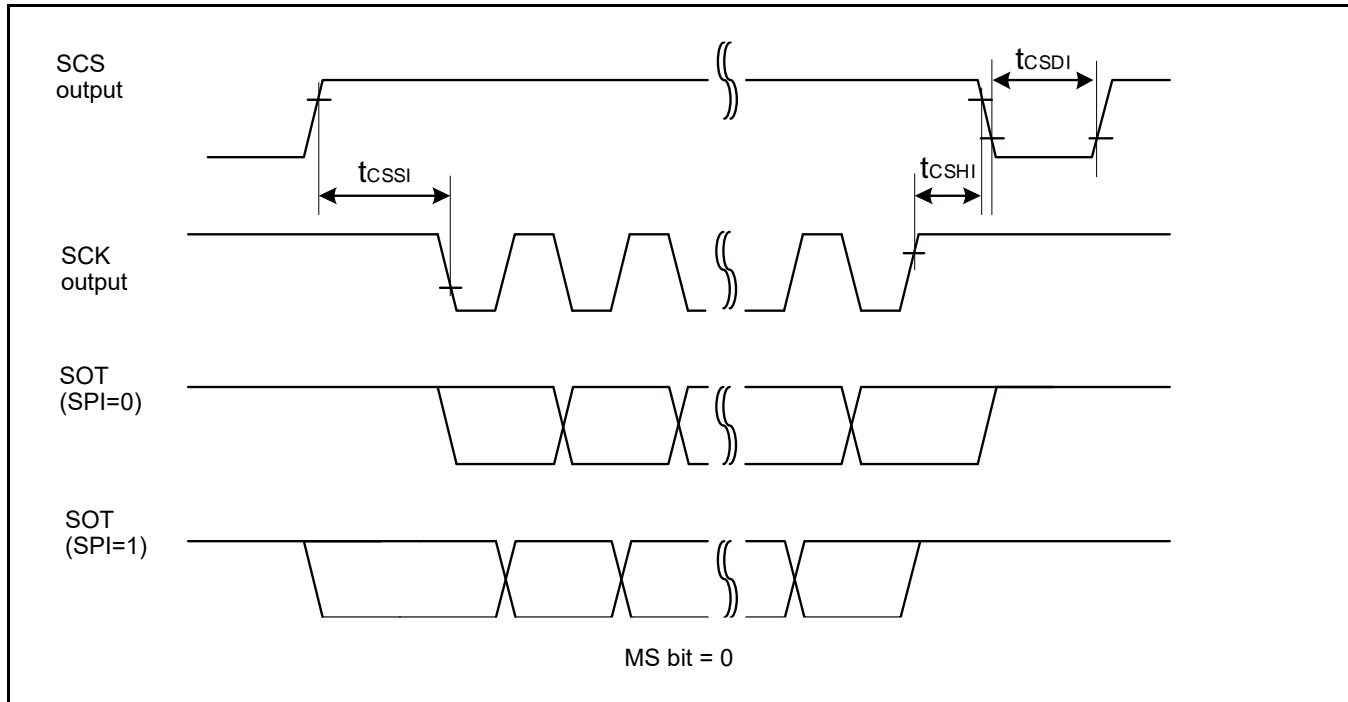 SCS
output
tCSDI
tCSSI
tCSHI
SCK
output
SOT
(SPI=0)
SOT
(SPI=1)
MS bit = 0